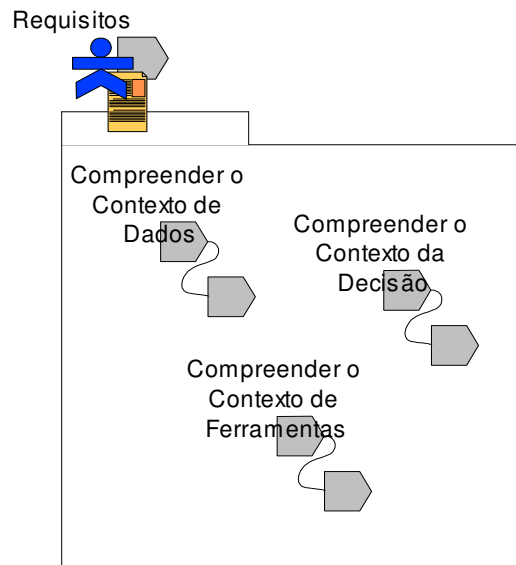 Requisitos
Compreender o
Contexto de
Dados
Compreender o
Contexto da
Decisão
Compreender o
Contexto de
Ferramentas